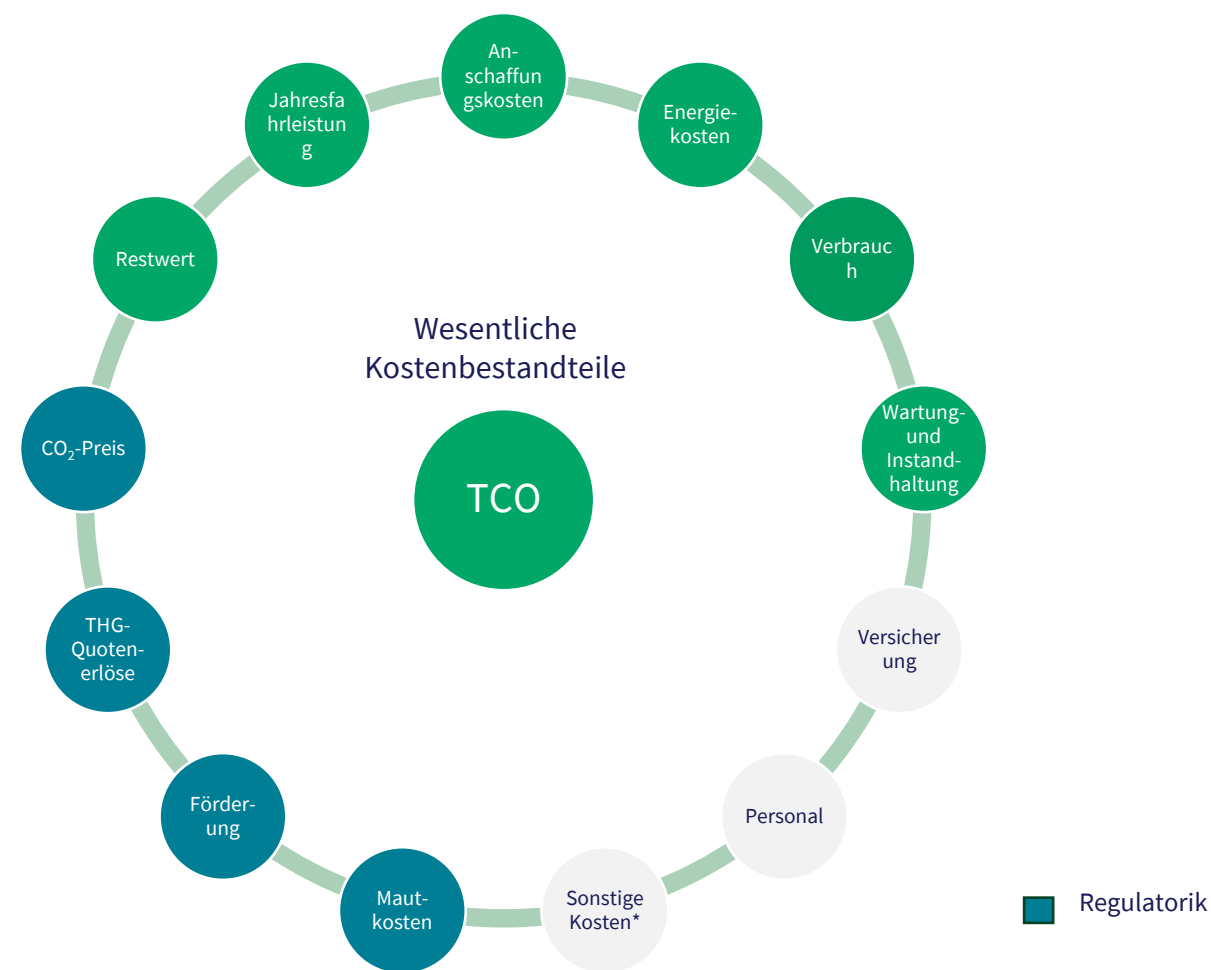 An-
schaffun
gskosten
Energie-
kosten
Verbrauc
h
Wartung-
und
Instand-
haltung
Versicher
ung
Personal
Sonstige
Kosten*
Maut-
kosten
Förder-
ung
THG-
Quoten-
erlöse
CO₂-Preis
Restwert
Jahresfa
hrleistun
g
Wesentliche
Kostenbestandteile
TCO
Regulatorik